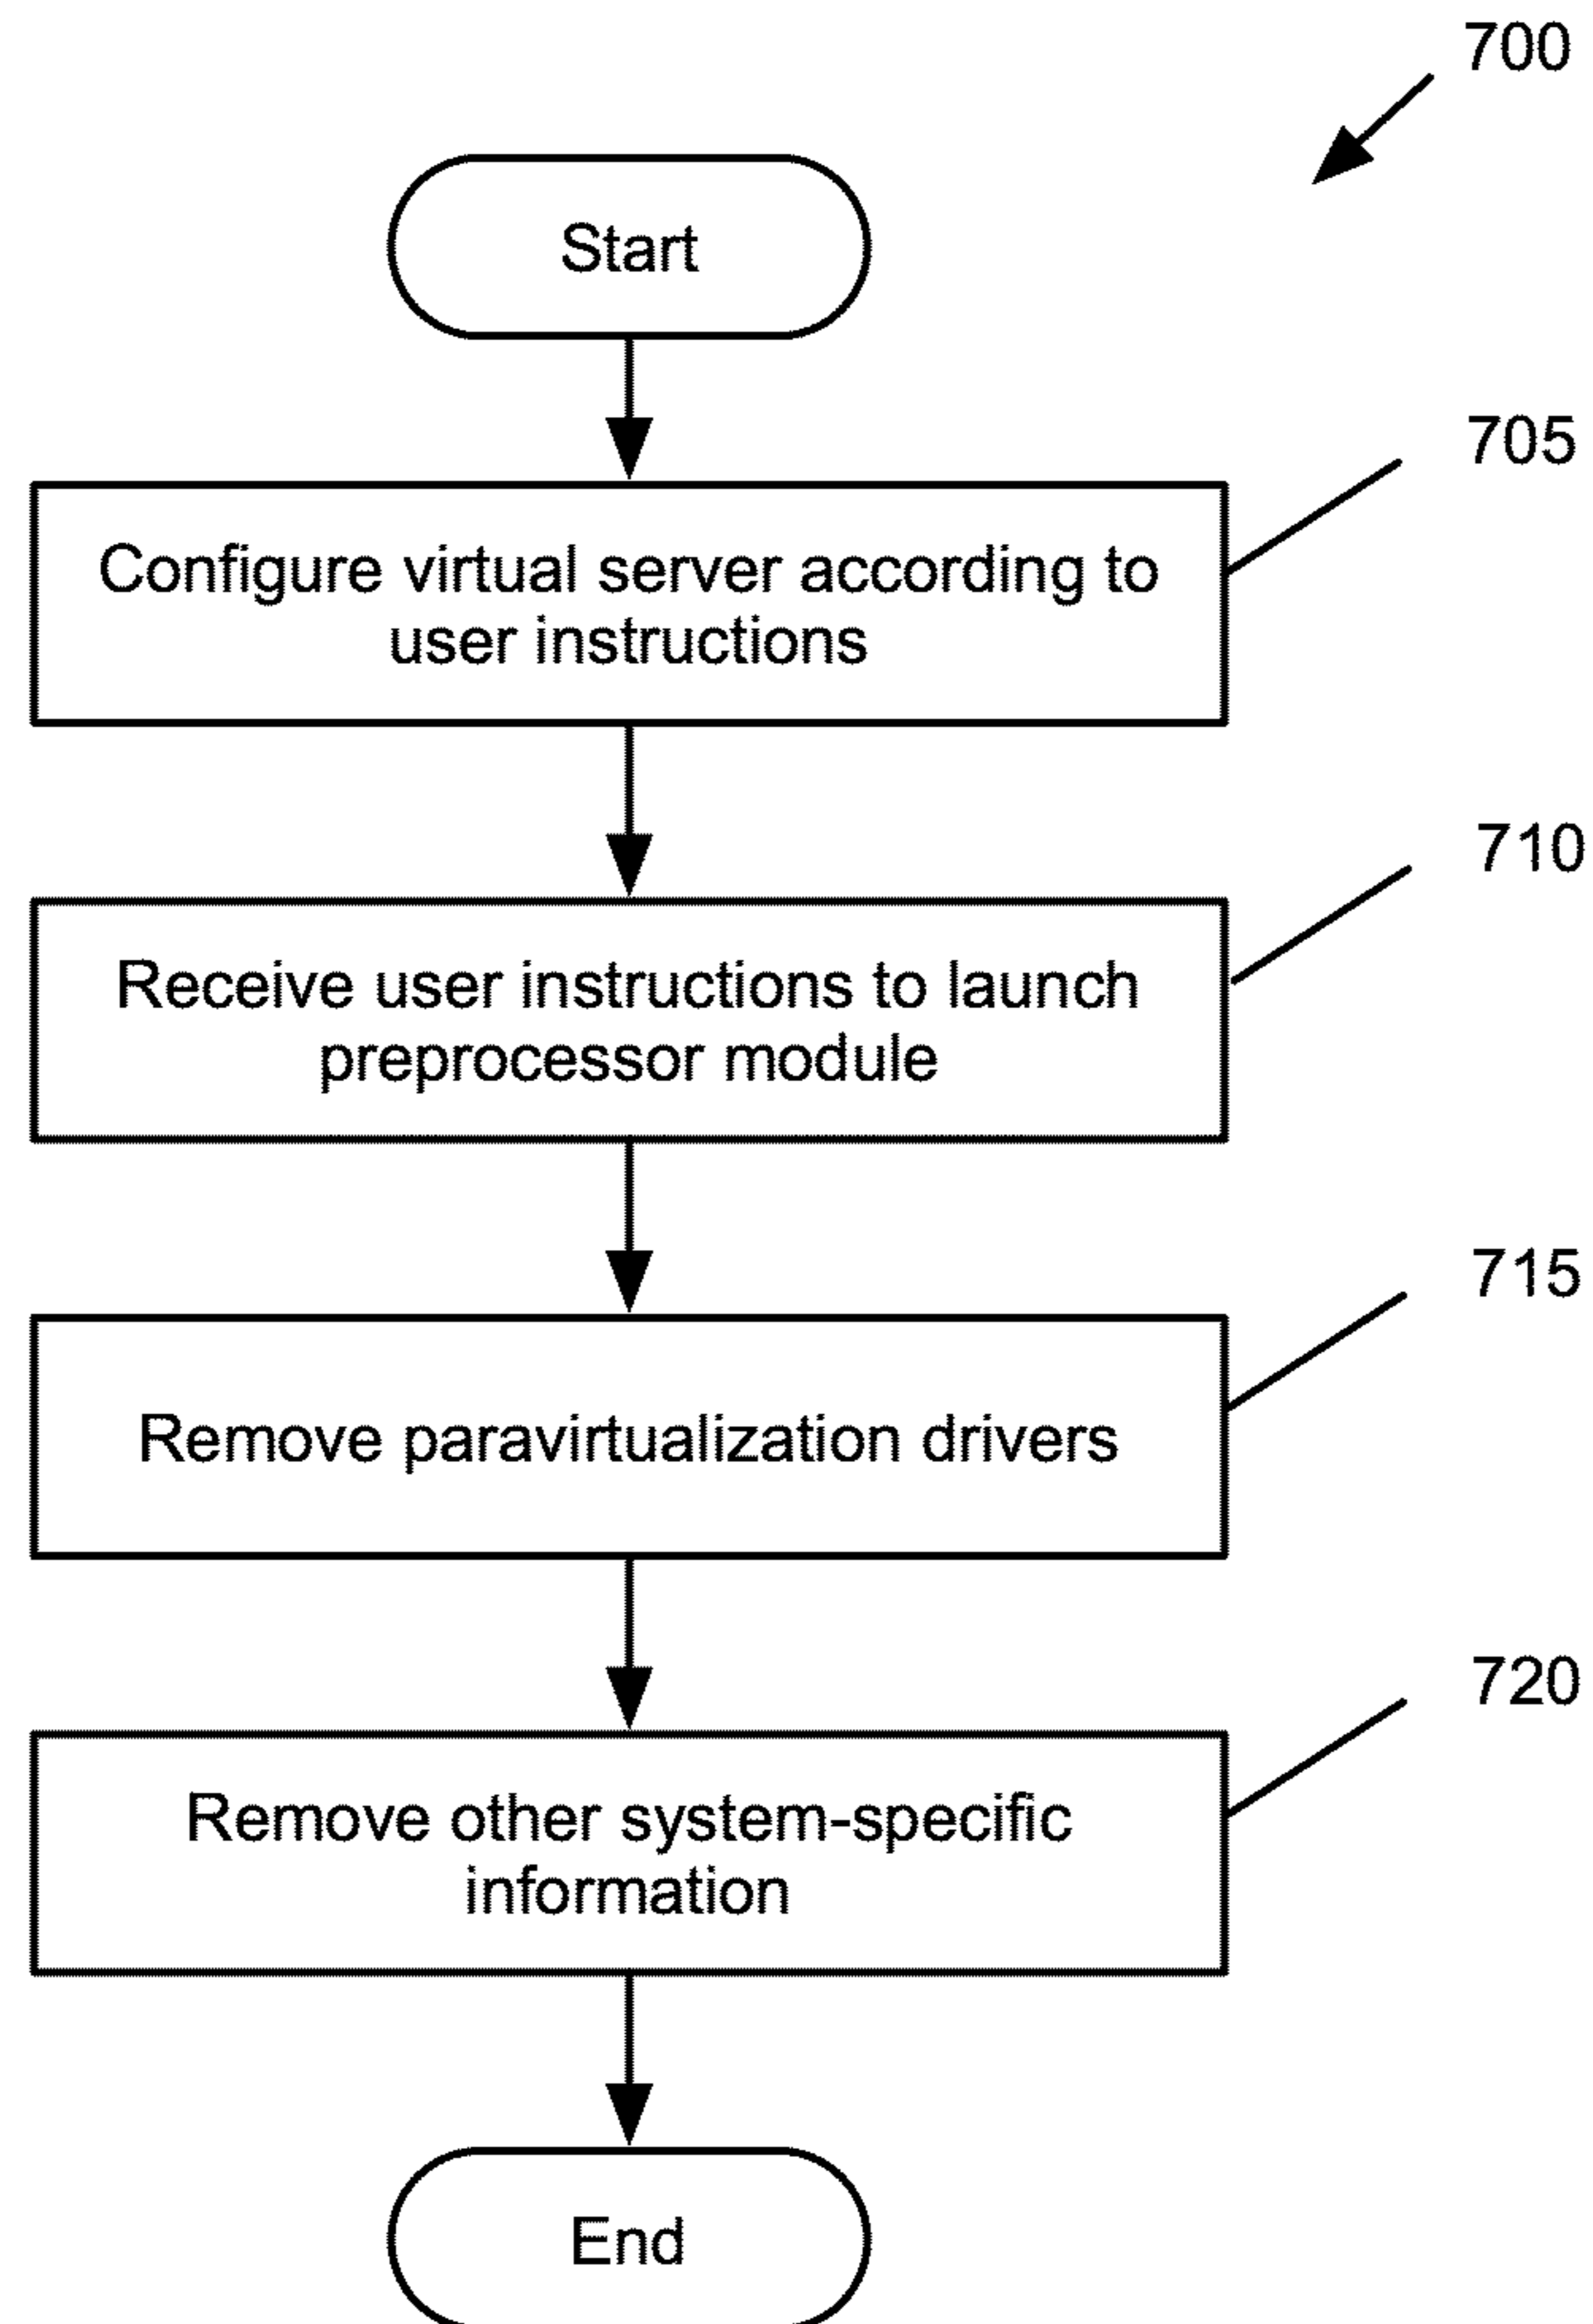 700
Start
705
Configure virtual server according to
user instructions
710
Receive user instructions to launch
preprocessor module
715
Remove paravirtualization drivers
720
Remove other system-specific
information
End